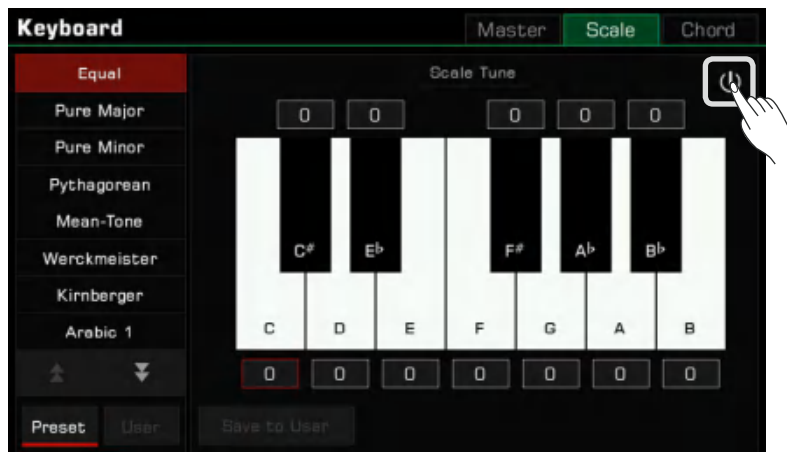 Keyboard Master Scale Chord
Equal
Pure Major
Pure Minor
Pythagorean
Mean-Tone
Werckmeister
Kirnberger
Arabic 1
Preset User
Scale Tune
0 0 0 0 0
C# E♭ F# A♭ B♭
C D E F G A B
0 0 0 0 0 0 0
Save to User